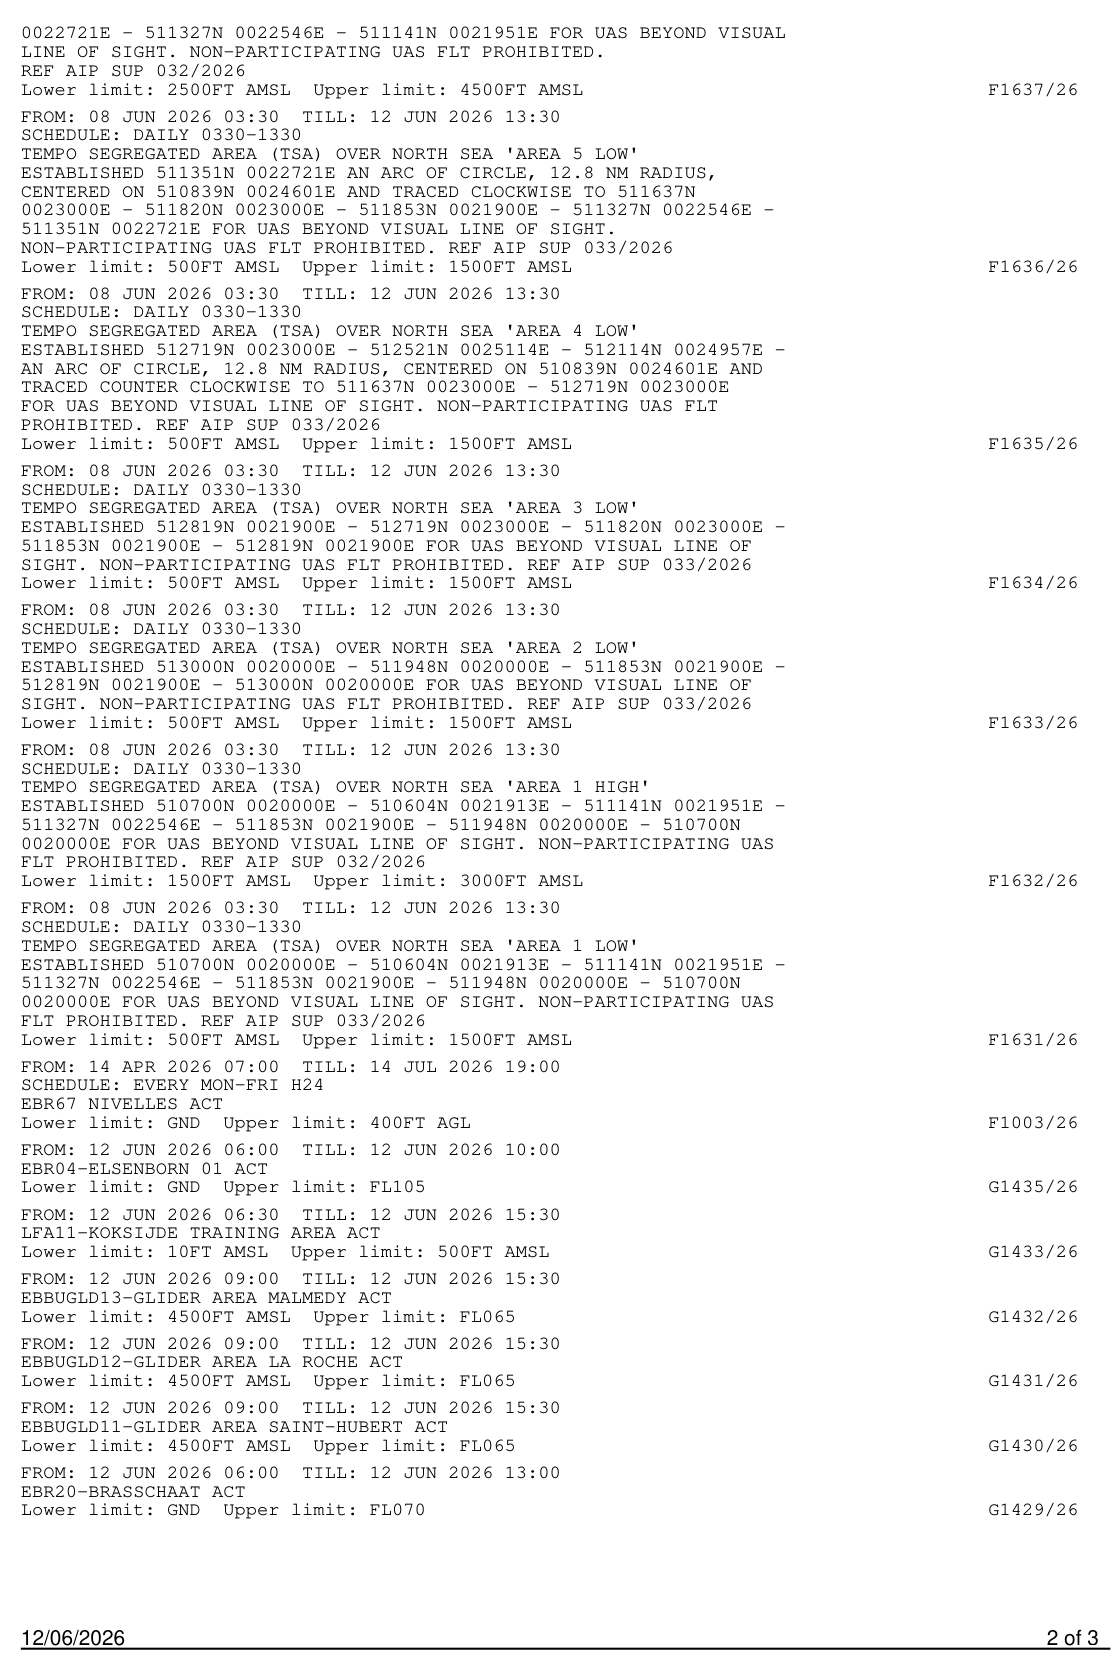 0022721E - 511327N 0022546E - 511141N 0021951E FOR UAS BEYOND VISUAL
LINE OF SIGHT. NON-PARTICIPATING UAS FLT PROHIBITED.
REF AIP SUP 032/2026
Lower limit: 2500FT AMSL  Upper limit: 4500FT AMSL F1637/26
FROM: 08 JUN 2026 03:30  TILL: 12 JUN 2026 13:30
SCHEDULE: DAILY 0330-1330
TEMPO SEGREGATED AREA (TSA) OVER NORTH SEA 'AREA 5 LOW'
ESTABLISHED 511351N 0022721E AN ARC OF CIRCLE, 12.8 NM RADIUS,
CENTERED ON 510839N 0024601E AND TRACED CLOCKWISE TO 511637N
0023000E - 511820N 0023000E - 511853N 0021900E - 511327N 0022546E -
511351N 0022721E FOR UAS BEYOND VISUAL LINE OF SIGHT.
NON-PARTICIPATING UAS FLT PROHIBITED. REF AIP SUP 033/2026
Lower limit: 500FT AMSL  Upper limit: 1500FT AMSL F1636/26
FROM: 08 JUN 2026 03:30  TILL: 12 JUN 2026 13:30
SCHEDULE: DAILY 0330-1330
TEMPO SEGREGATED AREA (TSA) OVER NORTH SEA 'AREA 4 LOW'
ESTABLISHED 512719N 0023000E - 512521N 0025114E - 512114N 0024957E -
AN ARC OF CIRCLE, 12.8 NM RADIUS, CENTERED ON 510839N 0024601E AND
TRACED COUNTER CLOCKWISE TO 511637N 0023000E - 512719N 0023000E
FOR UAS BEYOND VISUAL LINE OF SIGHT. NON-PARTICIPATING UAS FLT
PROHIBITED. REF AIP SUP 033/2026
Lower limit: 500FT AMSL  Upper limit: 1500FT AMSL F1635/26
FROM: 08 JUN 2026 03:30  TILL: 12 JUN 2026 13:30
SCHEDULE: DAILY 0330-1330
TEMPO SEGREGATED AREA (TSA) OVER NORTH SEA 'AREA 3 LOW'
ESTABLISHED 512819N 0021900E - 512719N 0023000E - 511820N 0023000E -
511853N 0021900E - 512819N 0021900E FOR UAS BEYOND VISUAL LINE OF
SIGHT. NON-PARTICIPATING UAS FLT PROHIBITED. REF AIP SUP 033/2026
Lower limit: 500FT AMSL  Upper limit: 1500FT AMSL F1634/26
FROM: 08 JUN 2026 03:30  TILL: 12 JUN 2026 13:30
SCHEDULE: DAILY 0330-1330
TEMPO SEGREGATED AREA (TSA) OVER NORTH SEA 'AREA 2 LOW'
ESTABLISHED 513000N 0020000E - 511948N 0020000E - 511853N 0021900E -
512819N 0021900E - 513000N 0020000E FOR UAS BEYOND VISUAL LINE OF
SIGHT. NON-PARTICIPATING UAS FLT PROHIBITED. REF AIP SUP 033/2026
Lower limit: 500FT AMSL  Upper limit: 1500FT AMSL F1633/26
FROM: 08 JUN 2026 03:30  TILL: 12 JUN 2026 13:30
SCHEDULE: DAILY 0330-1330
TEMPO SEGREGATED AREA (TSA) OVER NORTH SEA 'AREA 1 HIGH'
ESTABLISHED 510700N 0020000E - 510604N 0021913E - 511141N 0021951E -
511327N 0022546E - 511853N 0021900E - 511948N 0020000E - 510700N
0020000E FOR UAS BEYOND VISUAL LINE OF SIGHT. NON-PARTICIPATING UAS
FLT PROHIBITED. REF AIP SUP 032/2026
Lower limit: 1500FT AMSL  Upper limit: 3000FT AMSL F1632/26
FROM: 08 JUN 2026 03:30  TILL: 12 JUN 2026 13:30
SCHEDULE: DAILY 0330-1330
TEMPO SEGREGATED AREA (TSA) OVER NORTH SEA 'AREA 1 LOW'
ESTABLISHED 510700N 0020000E - 510604N 0021913E - 511141N 0021951E -
511327N 0022546E - 511853N 0021900E - 511948N 0020000E - 510700N
0020000E FOR UAS BEYOND VISUAL LINE OF SIGHT. NON-PARTICIPATING UAS
FLT PROHIBITED. REF AIP SUP 033/2026
Lower limit: 500FT AMSL  Upper limit: 1500FT AMSL F1631/26
FROM: 14 APR 2026 07:00  TILL: 14 JUL 2026 19:00
SCHEDULE: EVERY MON-FRI H24
EBR67 NIVELLES ACT
Lower limit: GND  Upper limit: 400FT AGL F1003/26
FROM: 12 JUN 2026 06:00  TILL: 12 JUN 2026 10:00
EBR04-ELSENBORN 01 ACT
Lower limit: GND  Upper limit: FL105 G1435/26
FROM: 12 JUN 2026 06:30  TILL: 12 JUN 2026 15:30
LFA11-KOKSIJDE TRAINING AREA ACT
Lower limit: 10FT AMSL  Upper limit: 500FT AMSL G1433/26
FROM: 12 JUN 2026 09:00  TILL: 12 JUN 2026 15:30
EBBUGLD13-GLIDER AREA MALMEDY ACT
Lower limit: 4500FT AMSL  Upper limit: FL065 G1432/26
FROM: 12 JUN 2026 09:00  TILL: 12 JUN 2026 15:30
EBBUGLD12-GLIDER AREA LA ROCHE ACT
Lower limit: 4500FT AMSL  Upper limit: FL065 G1431/26
FROM: 12 JUN 2026 09:00  TILL: 12 JUN 2026 15:30
EBBUGLD11-GLIDER AREA SAINT-HUBERT ACT
Lower limit: 4500FT AMSL  Upper limit: FL065 G1430/26
FROM: 12 JUN 2026 06:00  TILL: 12 JUN 2026 13:00
EBR20-BRASSCHAAT ACT
Lower limit: GND  Upper limit: FL070 G1429/26
12/06/2026 2 of 3